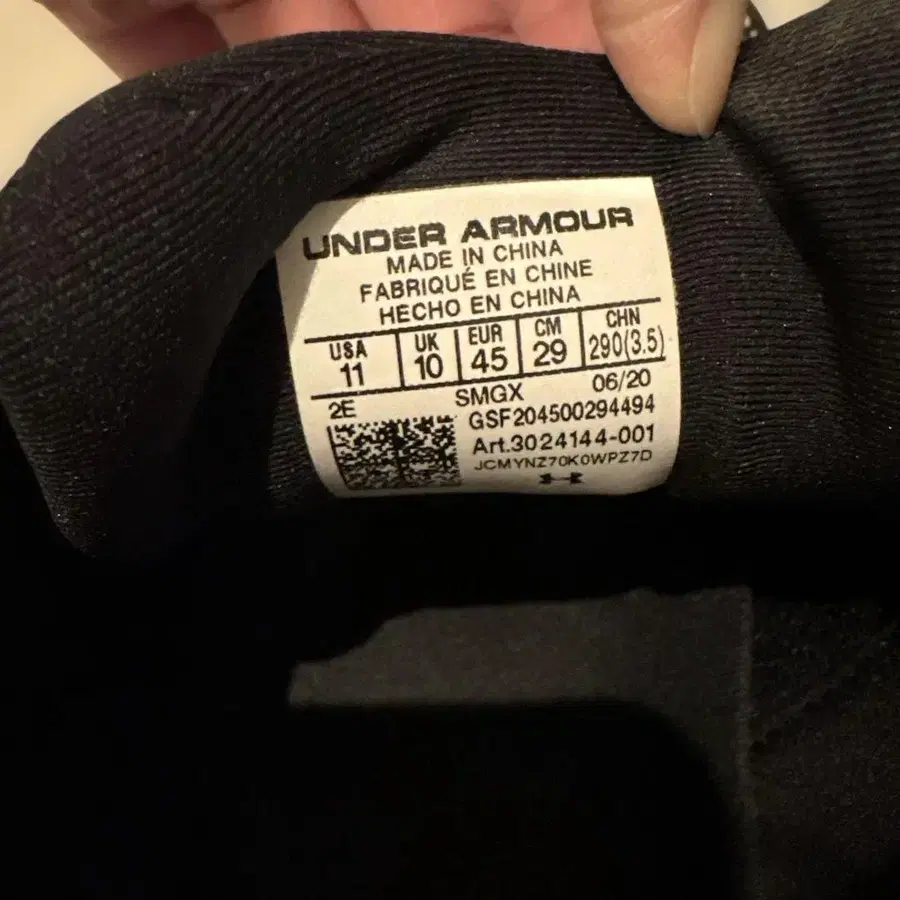 UNDER ARMOUR
MADE IN CHINA
FABRIQUÉ EN CHINE
HECHO EN CHINA
USA UK EUR CM CHN
11 10 45 29 290(3.5)
2E SMGX 06/20
GSF204500294494
Art.3024144-001
JCMYNZ70K0WPZ7D